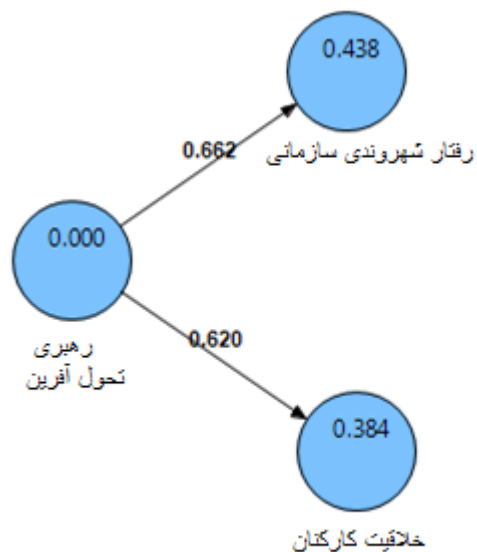 0.438
رفتار شهروندی سازمانی
0.662
0.000
رهبری
تحول آفرین
0.620
0.384
خلاقیت کارکنان